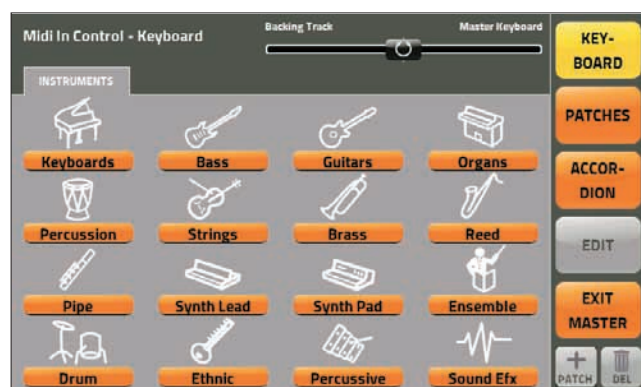 Midi In Control - Keyboard
Backing Track
Master Keyboard
INSTRUMENTS
Keyboards
Bass
Guitars
Organs
Percussion
Strings
Brass
Reed
Pipe
Synth Lead
Synth Pad
Ensemble
Drum
Ethnic
Percussive
Sound Efx
KEY-
BOARD
PATCHES
ACCOR-
DION
EDIT
EXIT
MASTER
PATCH
DEL